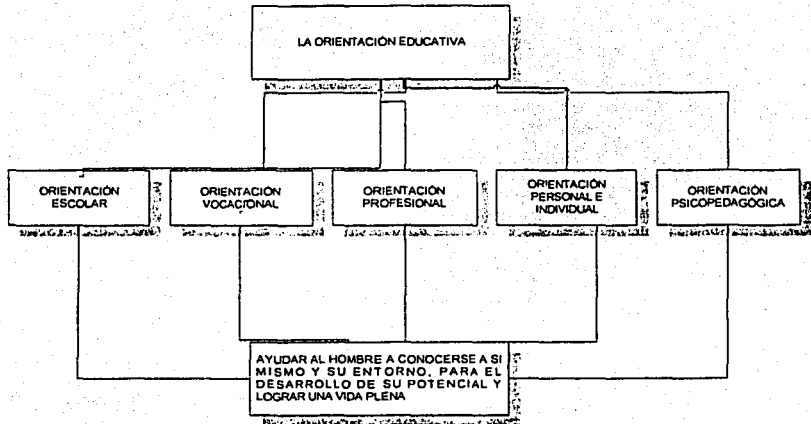 LA ORIENTACIÓN EDUCATIVA
ORIENTACIÓN
ESCOLAR
ORIENTACIÓN
VOCACIONAL
ORIENTACIÓN
PROFESIONAL
ORIENTACIÓN
PERSONAL E
INDIVIDUAL
ORIENTACIÓN
PSICOPEDAGÓGICA
AYUDAR AL HOMBRE A CONOCERSE A SI
MISMO Y SU ENTORNO, PARA EL
DESARROLLO DE SU POTENCIAL Y
LOGRAR UNA VIDA PLENA